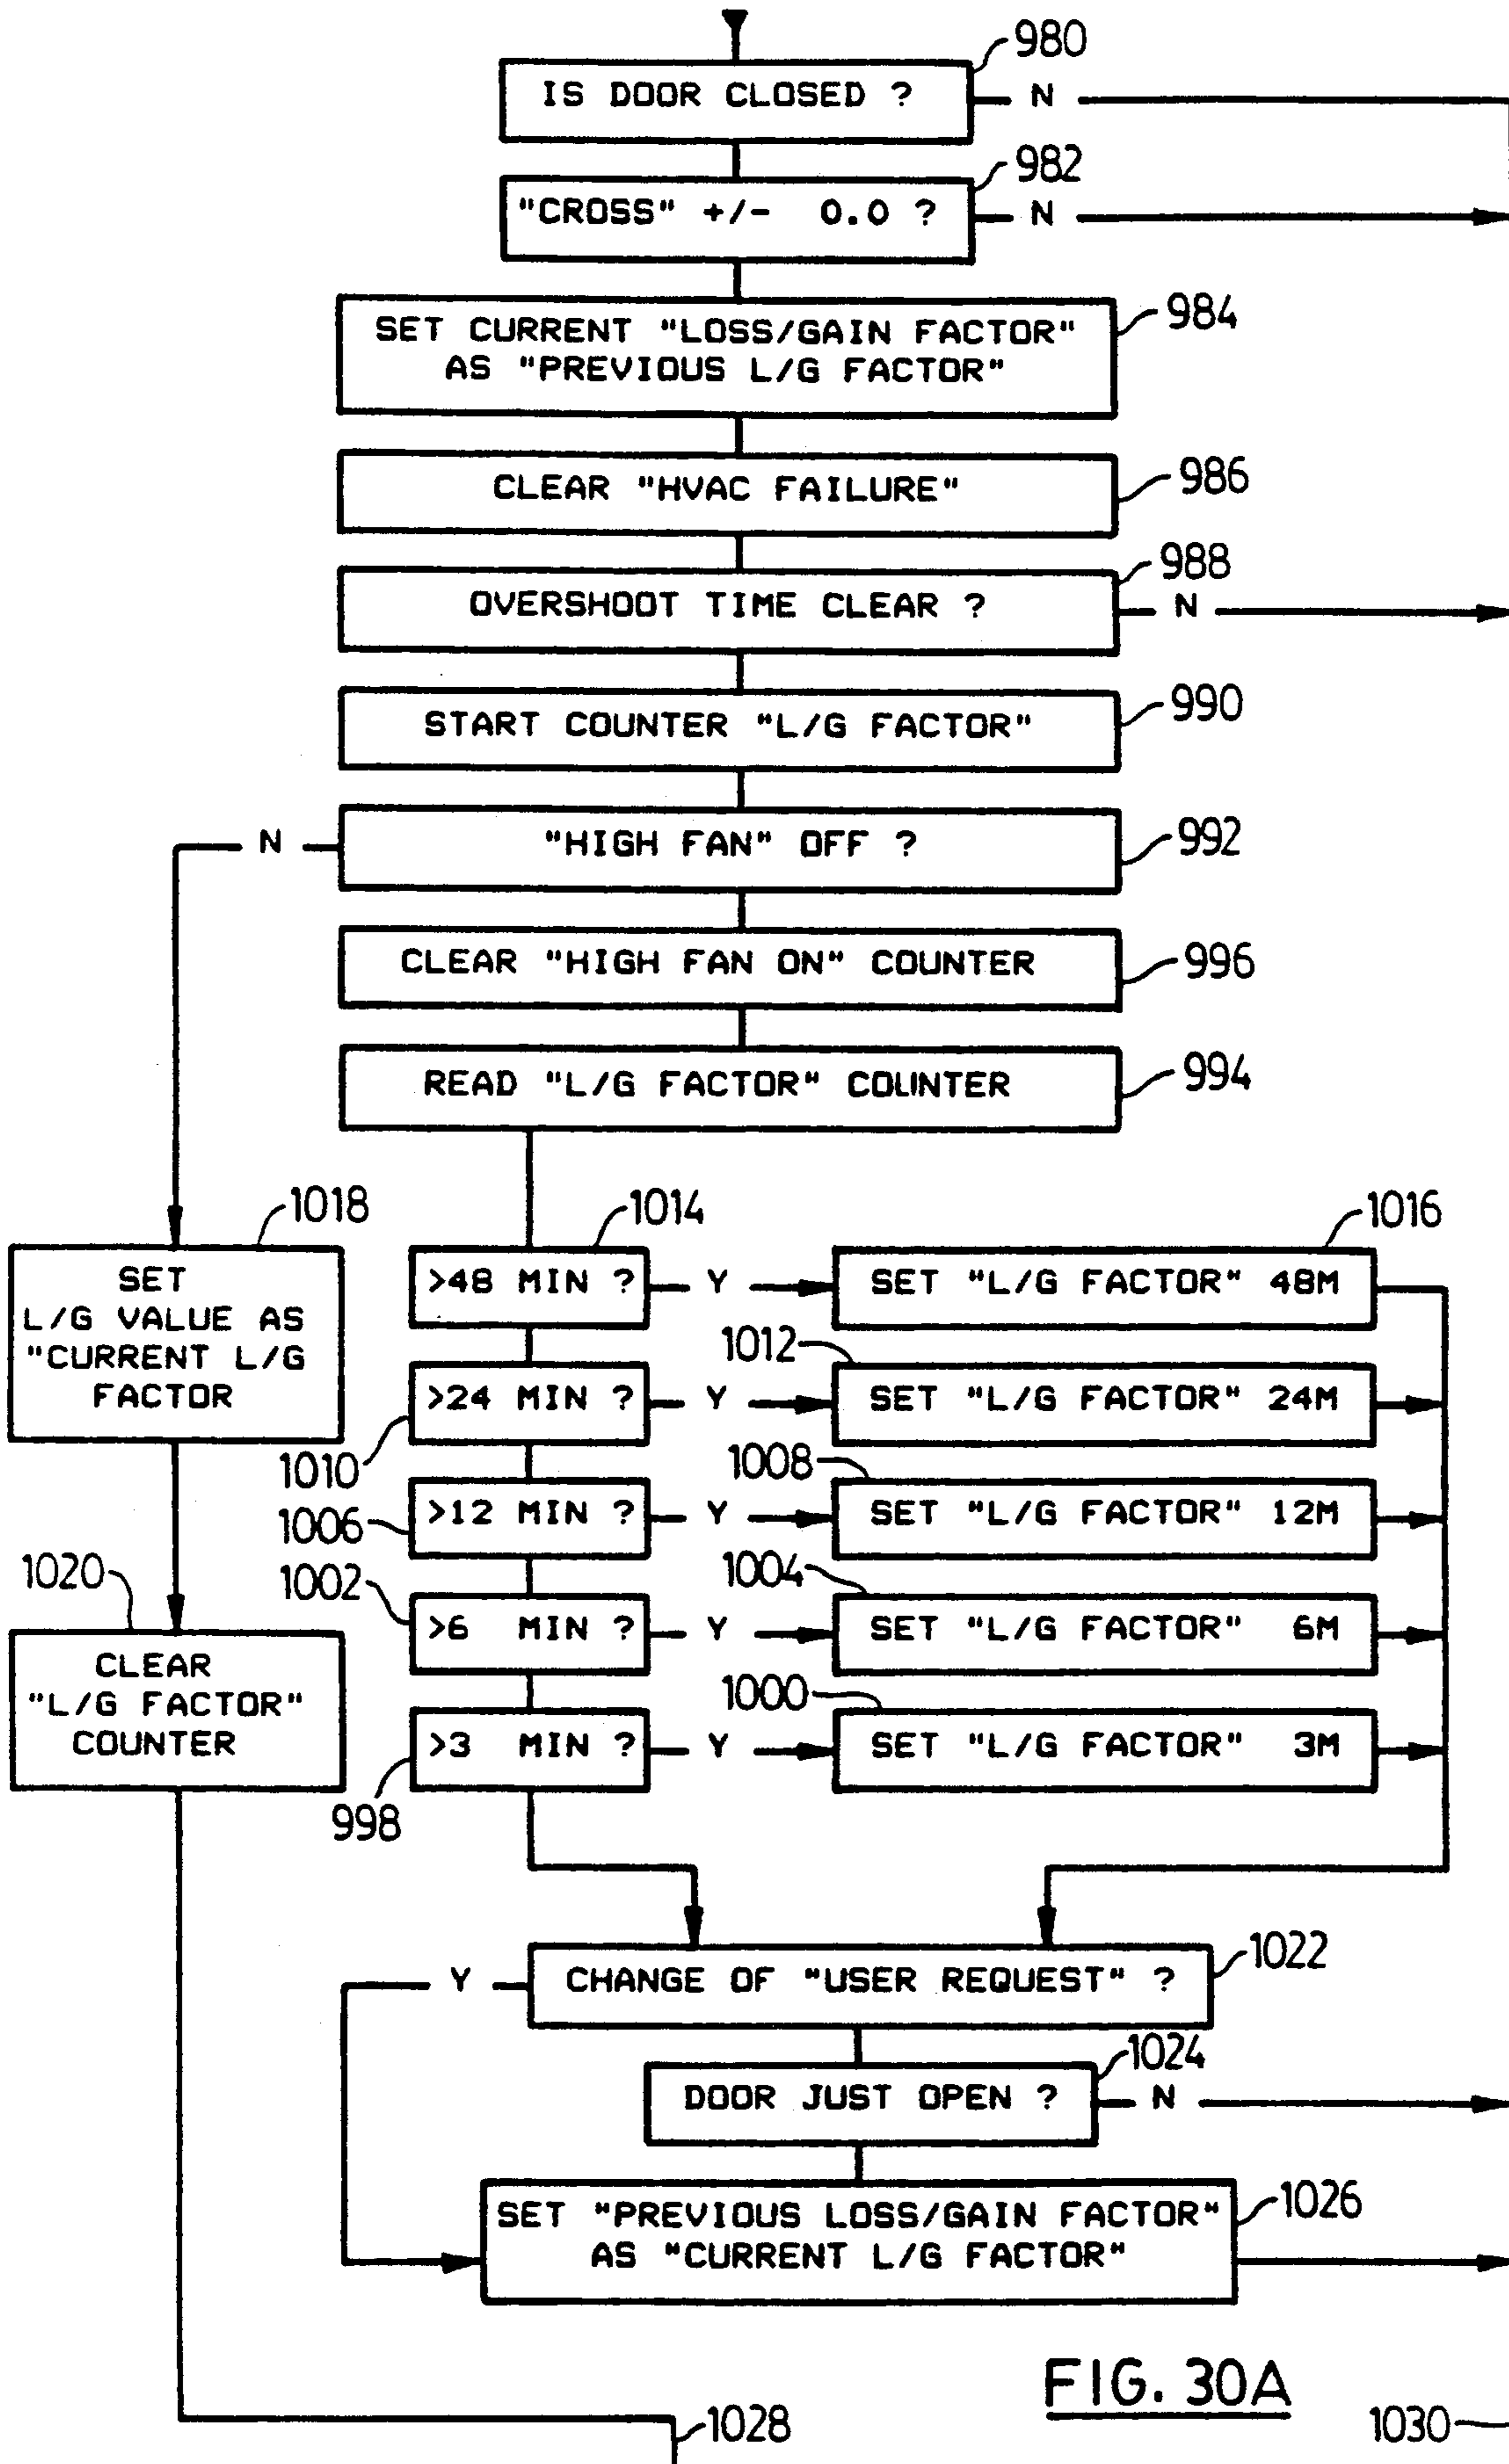 980
IS DOOR CLOSED ?
N
982
"CROSS" +/- 0.0 ?
N
984
SET CURRENT "LOSS/GAIN FACTOR"
AS "PREVIOUS L/G FACTOR"
986
CLEAR "HVAC FAILURE"
988
OVERSHOOT TIME CLEAR ?
N
990
START COUNTER "L/G FACTOR"
N
"HIGH FAN" OFF ?
992
CLEAR "HIGH FAN ON" COUNTER
996
READ "L/G FACTOR" COUNTER
994
1018
SET
L/G VALUE AS
"CURRENT L/G
FACTOR
1014
>48 MIN ?
Y
1016
SET "L/G FACTOR" 48M
1010
>24 MIN ?
Y
1012
SET "L/G FACTOR" 24M
1006
>12 MIN ?
Y
1008
SET "L/G FACTOR" 12M
1020
CLEAR
"L/G FACTOR"
COUNTER
1002
>6 MIN ?
Y
1004
SET "L/G FACTOR" 6M
998
>3 MIN ?
Y
1000
SET "L/G FACTOR" 3M
Y
CHANGE OF "USER REQUEST" ?
1022
1024
DOOR JUST OPEN ?
N
SET "PREVIOUS LOSS/GAIN FACTOR"
AS "CURRENT L/G FACTOR"
1026
FIG. 30A
1028
1030